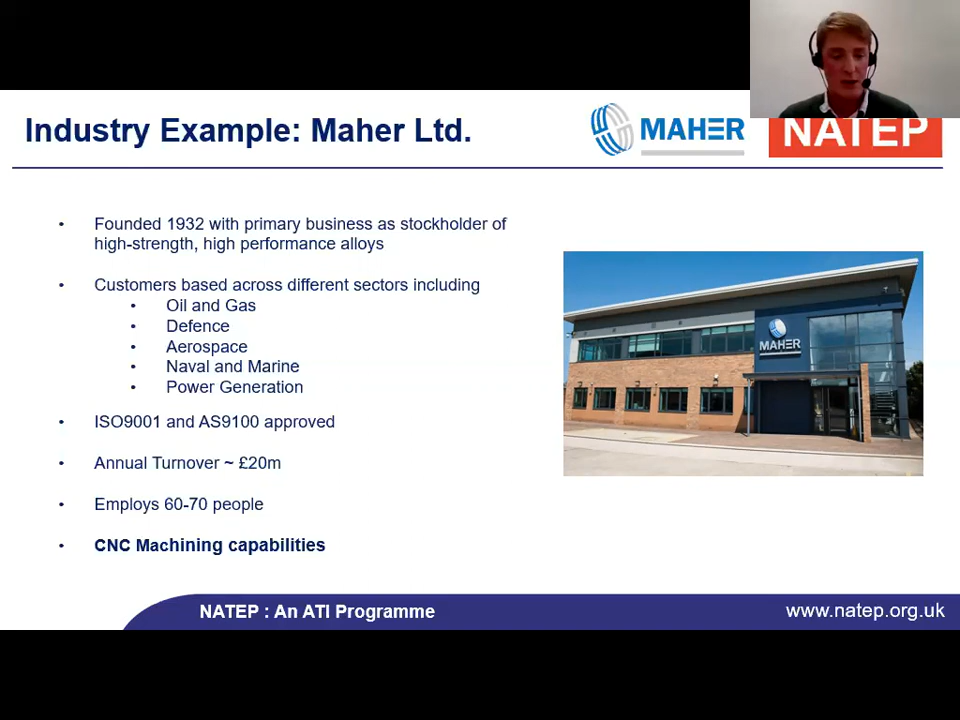 Industry Example: Maher Ltd.
MAHER
NATEP
• Founded 1932 with primary business as stockholder of
high-strength, high performance alloys
• Customers based across different sectors including
• Oil and Gas
• Defence
• Aerospace
• Naval and Marine
• Power Generation
• ISO9001 and AS9100 approved
• Annual Turnover ~ £20m
• Employs 60-70 people
• CNC Machining capabilities
MAHER
NATEP : An ATI Programme
www.natep.org.uk